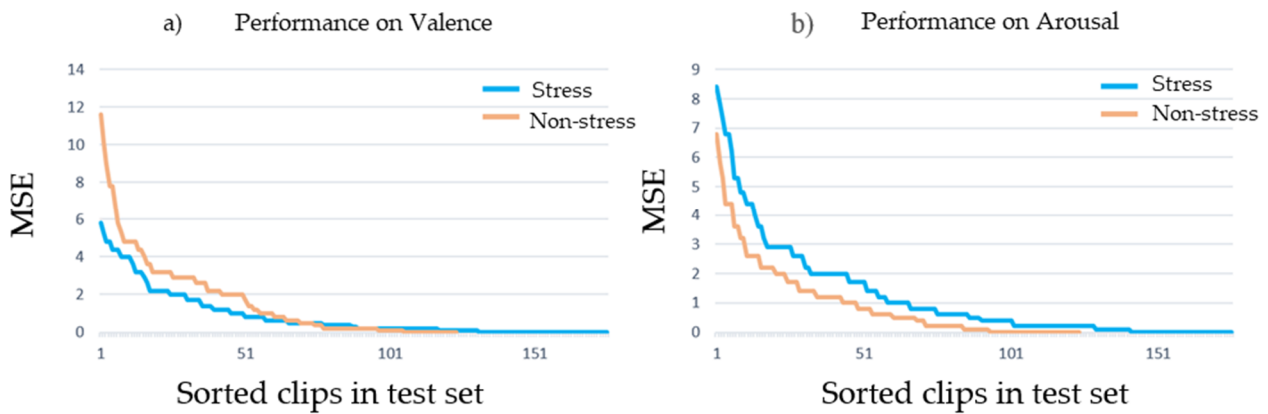 a) Performance on Valence
MSE
14
12
10
8
6
4
2
0
Stress
Non-stress
1 51 101 151
Sorted clips in test set
b) Performance on Arousal
MSE
9
8
7
6
5
4
3
2
1
0
Stress
Non-stress
1 51 101 151
Sorted clips in test set